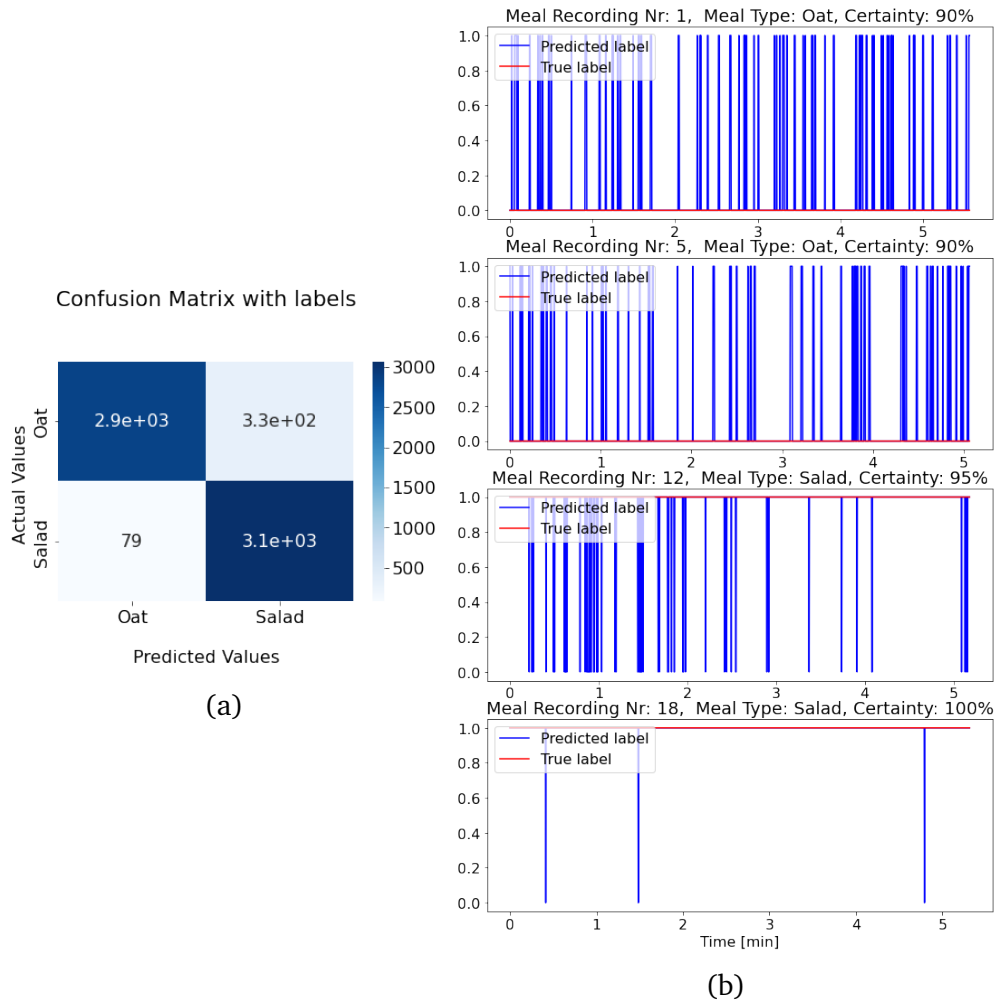 Confusion Matrix with labels
Actual Values
Oat
Salad
2.9e+03
3.3e+02
79
3.1e+03
Oat
Salad
Predicted Values
3000
2500
2000
1500
1000
500
(a)
Meal Recording Nr: 1, Meal Type: Oat, Certainty: 90%
Predicted label
True label
1.0
0.8
0.6
0.4
0.2
0.0
0 1 2 3 4 5
Meal Recording Nr: 5, Meal Type: Oat, Certainty: 90%
Predicted label
True label
1.0
0.8
0.6
0.4
0.2
0.0
0 1 2 3 4 5
Meal Recording Nr: 12, Meal Type: Salad, Certainty: 95%
Predicted label
True label
1.0
0.8
0.6
0.4
0.2
0.0
0 1 2 3 4 5
Meal Recording Nr: 18, Meal Type: Salad, Certainty: 100%
Predicted label
True label
1.0
0.8
0.6
0.4
0.2
0.0
0 1 2 3 4 5
Time [min]
(b)